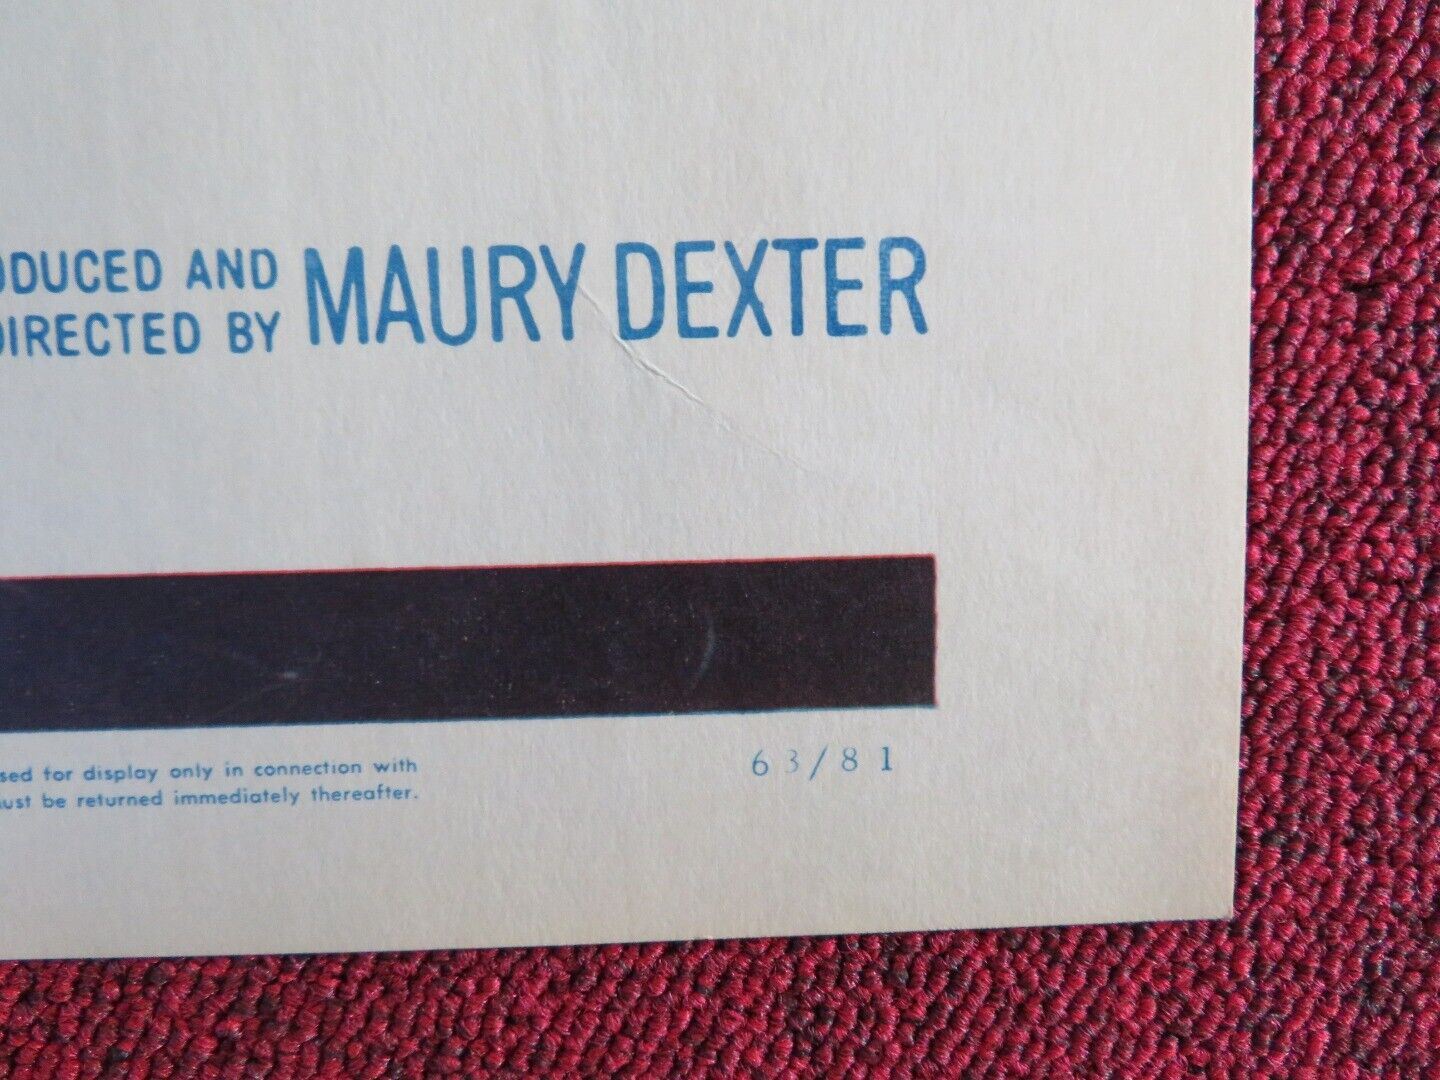 ODUCED AND
DIRECTED BY MAURY DEXTER
sed for display only in connection with
ust be returned immediately thereafter.
63/81